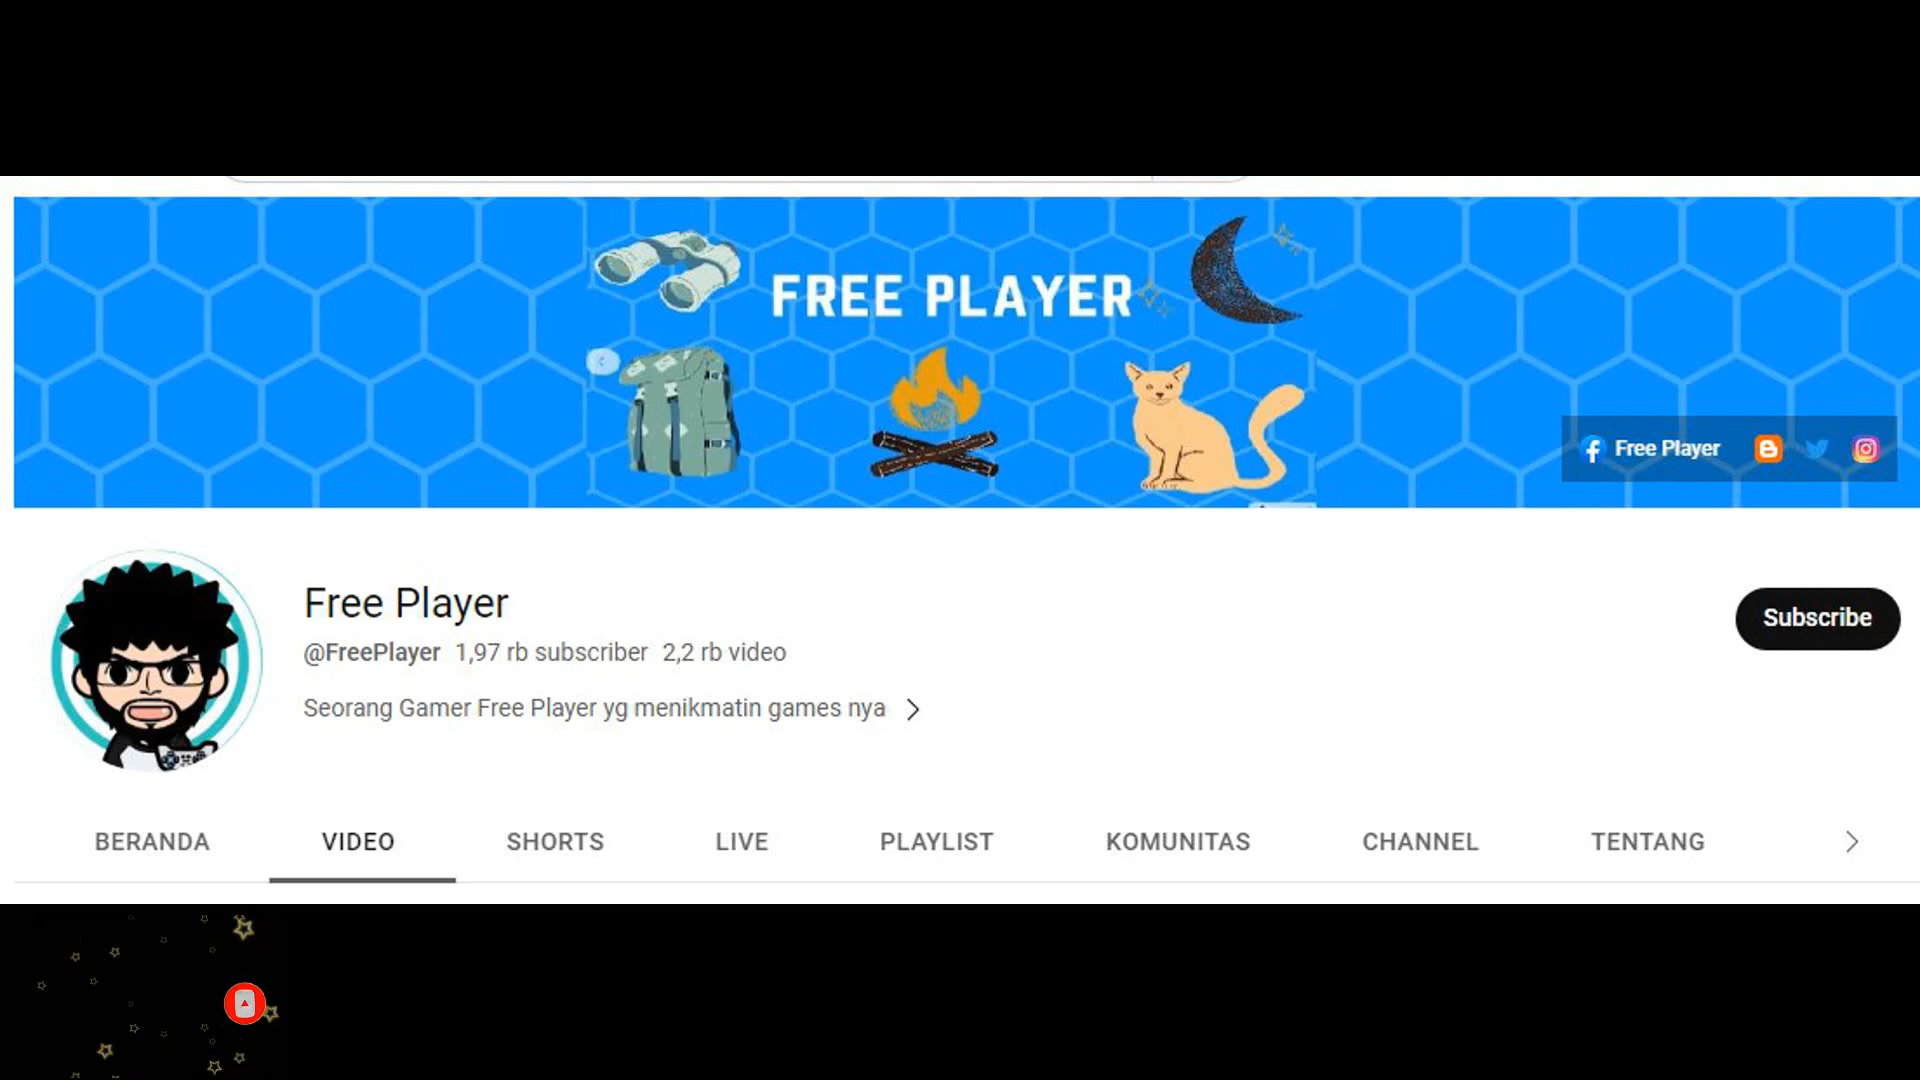 FREE PLAYER
Free Player
Free Player
@FreePlayer 1,97 rb subscriber 2,2 rb video
Subscribe
Seorang Gamer Free Player yg menikmatin games nya
BERANDA VIDEO SHORTS LIVE PLAYLIST KOMUNITAS CHANNEL TENTANG